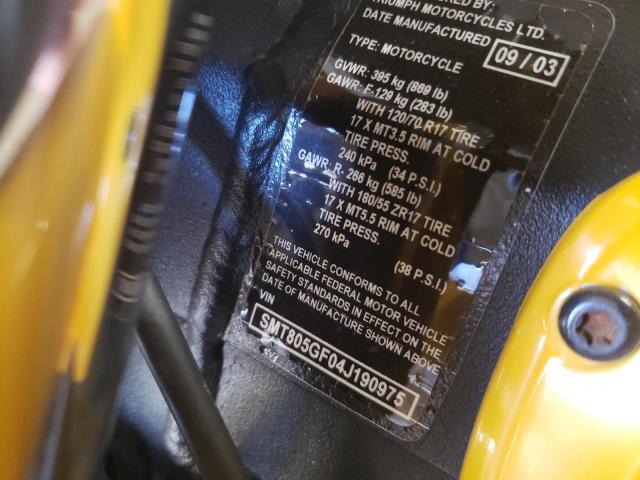 BY:
TRIUMPH MOTORCYCLES LTD.
DATE MANUFACTURED 09 / 03
TYPE: MOTORCYCLE
GVWR: 395 kg (869 lb)
GAWR: F-129 kg (283 lb)
WITH 120/70 R17 TIRE
17 X MT3.5 RIM AT COLD
TIRE PRESS.
240 kPa (34 P.S.I.)
GAWR: R- 266 kg (585 lb)
WITH 180/55 ZR17 TIRE
17 X MT5.5 RIM AT COLD
TIRE PRESS.
270 kPa (38 P.S.I.)
THIS VEHICLE CONFORMS TO ALL
APPLICABLE FEDERAL MOTOR VEHICLE
SAFETY STANDARDS IN EFFECT ON THE
DATE OF MANUFACTURE SHOWN ABOVE
VIN
SMT805GF04J190975